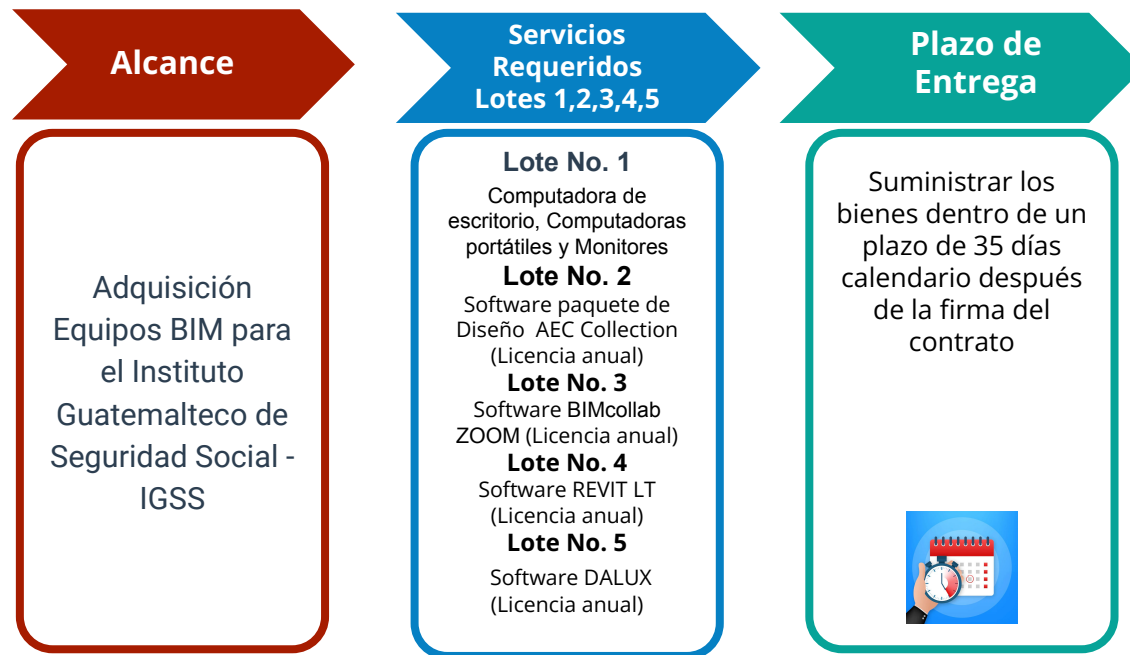 Alcance
Adquisición
Equipos BIM para
el Instituto
Guatemalteco de
Seguridad Social -
IGSS
Servicios
Requeridos
Lotes 1,2,3,4,5
Lote No. 1
Computadora de
escritorio, Computadoras
portátiles y Monitores
Lote No. 2
Software paquete de
Diseño AEC Collection
(Licencia anual)
Lote No. 3
Software BIMcollab
ZOOM (Licencia anual)
Lote No. 4
Software REVIT LT
(Licencia anual)
Lote No. 5
Software DALUX
(Licencia anual)
Plazo de
Entrega
Suministrar los
bienes dentro de un
plazo de 35 días
calendario después
de la firma del
contrato